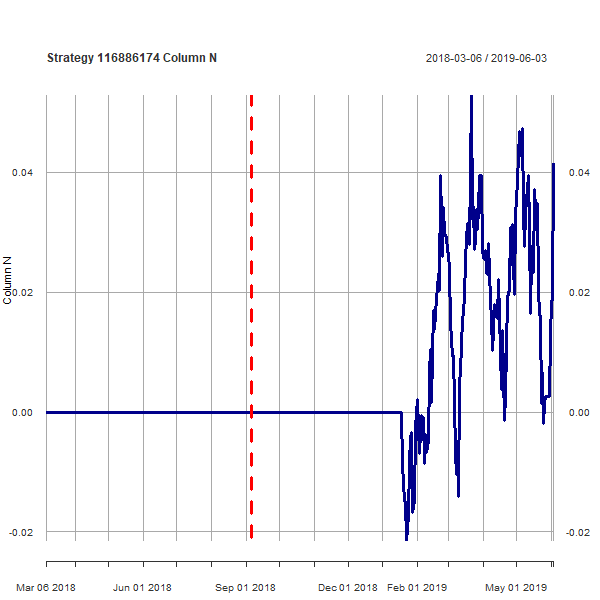 Strategy 116886174 Column N
2018-03-06 / 2019-06-03
Column N
0.04
0.04
0.02
0.02
0.00
0.00
-0.02
-0.02
Mar 06 2018
Jun 01 2018
Sep 01 2018
Dec 01 2018
Feb 01 2019
May 01 2019